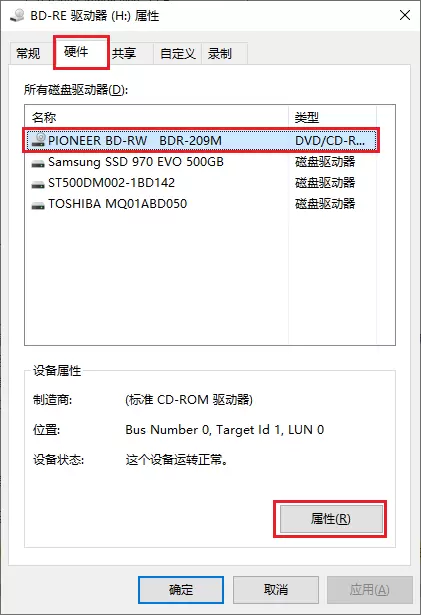 BD-RE 驱动器 (H:) 属性
常规 硬件 共享 自定义 录制
所有磁盘驱动器(D):
名称 类型
PIONEER BD-RW BDR-209M DVD/CD-R...
Samsung SSD 970 EVO 500GB 磁盘驱动器
ST500DM002-1BD142 磁盘驱动器
TOSHIBA MQ01ABD050 磁盘驱动器
设备属性
制造商: (标准 CD-ROM 驱动器)
位置: Bus Number 0, Target Id 1, LUN 0
设备状态: 这个设备运转正常。
属性(R)
确定 取消 应用(A)